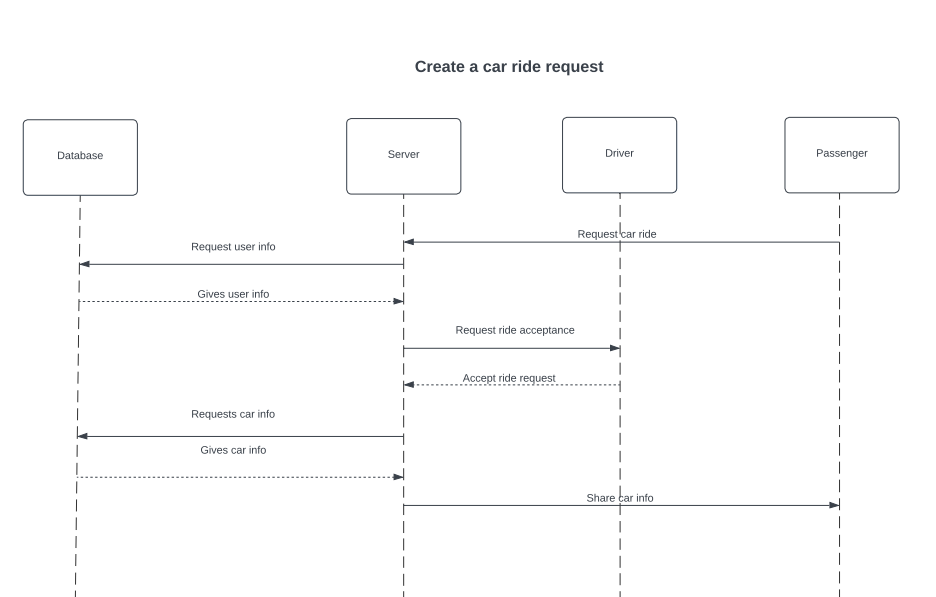 Create a car ride request
Database
Server
Driver
Passenger
Request car ride
Request user info
Gives user info
Request ride acceptance
Accept ride request
Requests car info
Gives car info
Share car info